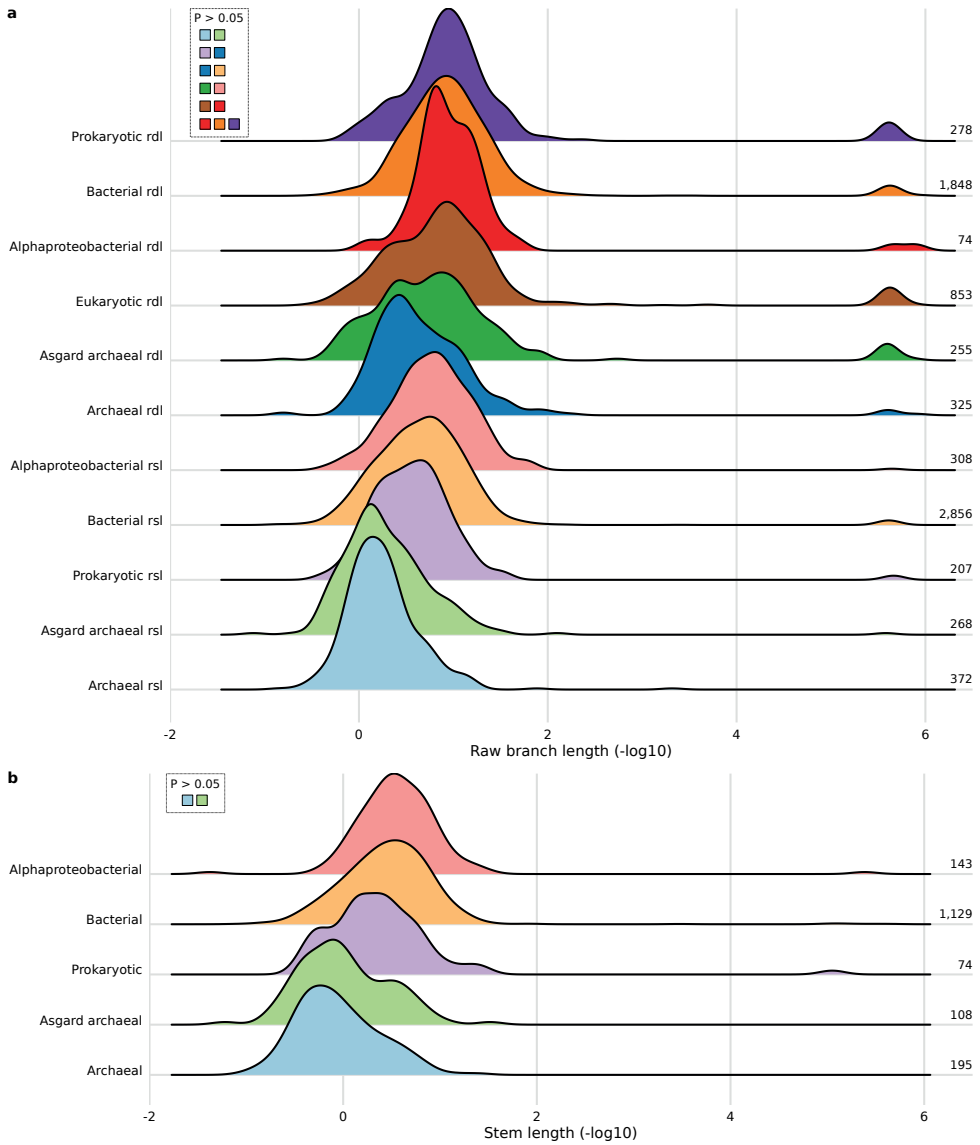 a
P > 0.05
Prokaryotic rdl 278
Bacterial rdl 1,848
Alphaproteobacterial rdl 74
Eukaryotic rdl 853
Asgard archaeal rdl 255
Archaeal rdl 325
Alphaproteobacterial rsl 308
Bacterial rsl 2,856
Prokaryotic rsl 207
Asgard archaeal rsl 268
Archaeal rsl 372
-2 0 2 4 6
Raw branch length (-log10)
b
P > 0.05
Alphaproteobacterial 143
Bacterial 1,129
Prokaryotic 74
Asgard archaeal 108
Archaeal 195
-2 0 2 4 6
Stem length (-log10)